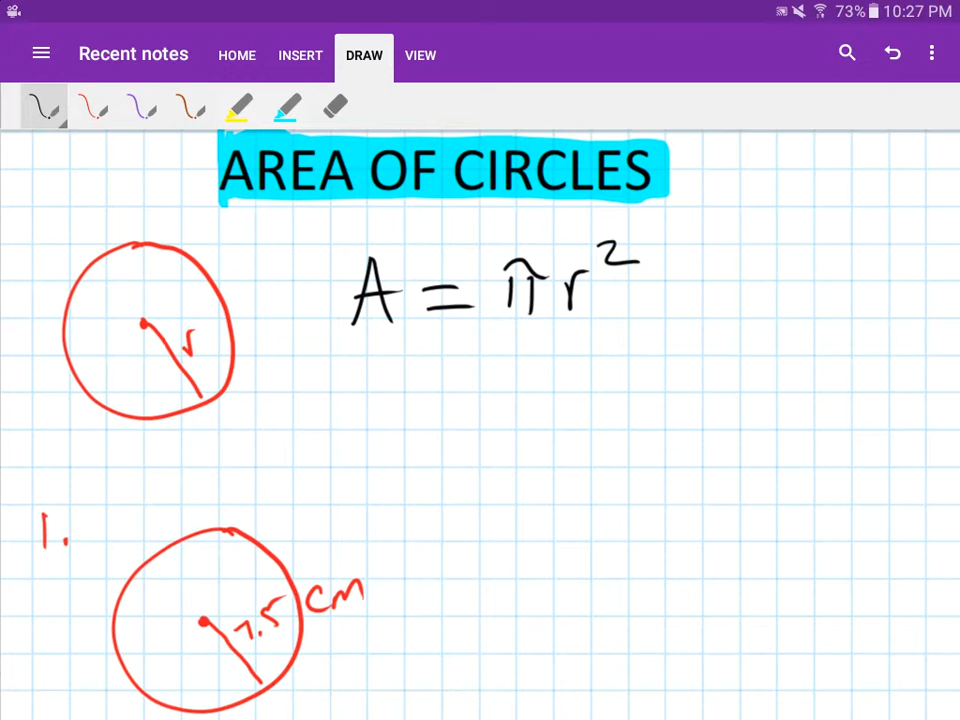 73% 10:27 PM
Recent notes HOME INSERT DRAW VIEW
AREA OF CIRCLES
A = πr²
r
1.
7.5 cm